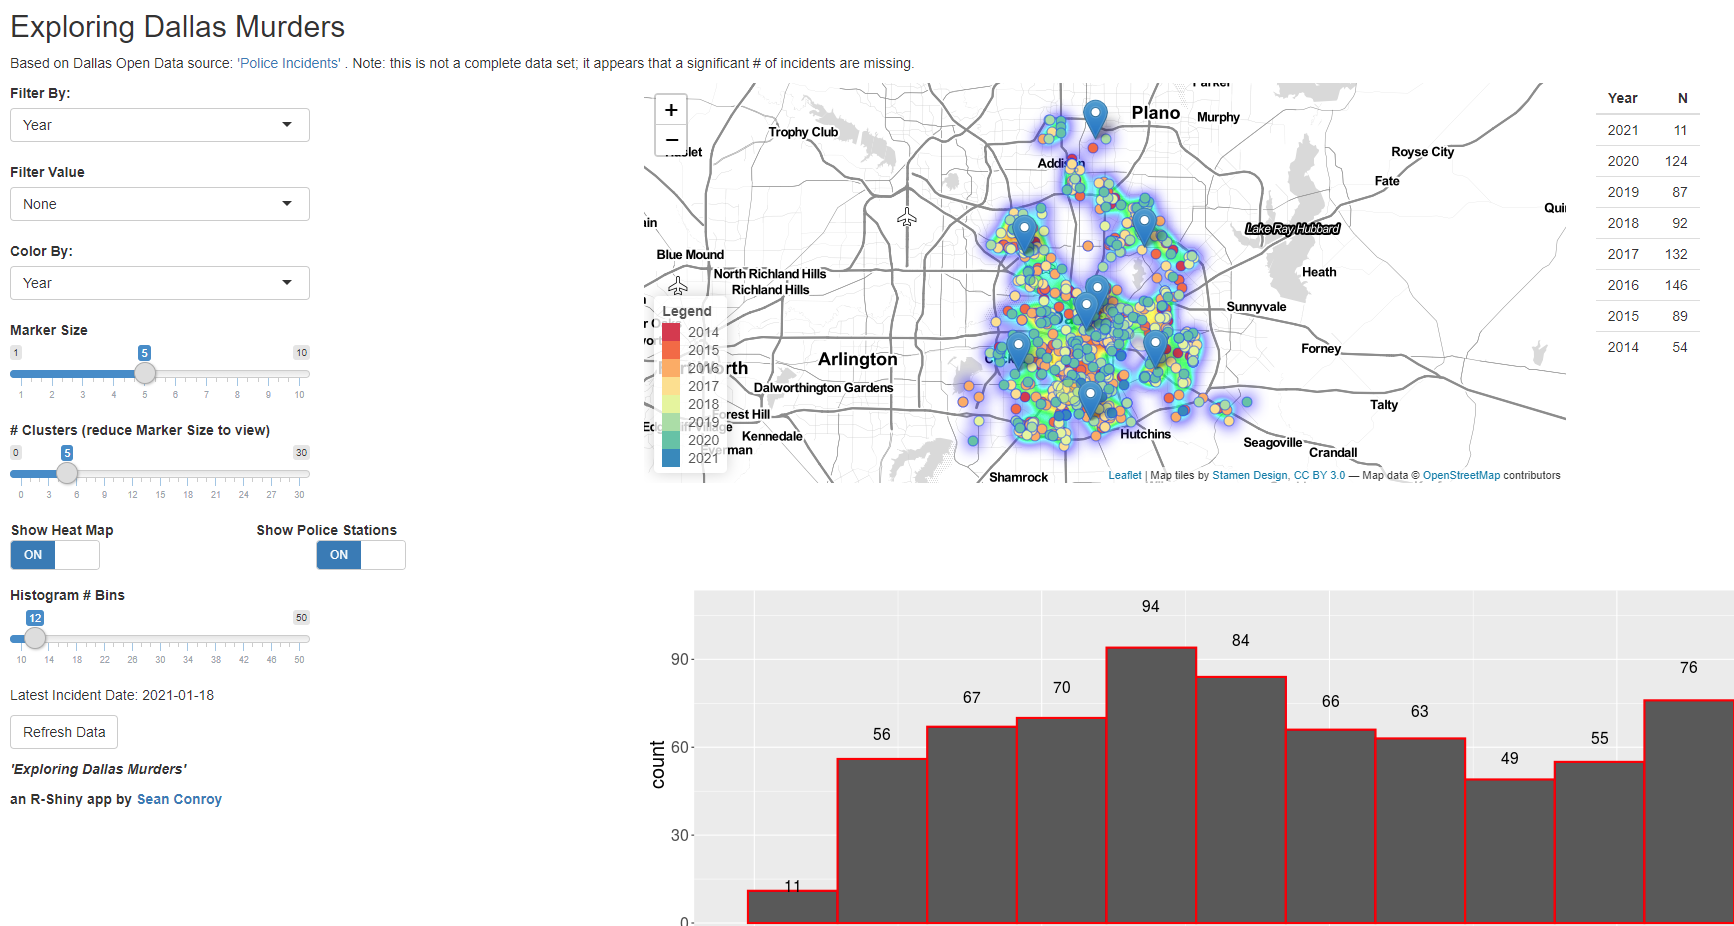 Exploring Dallas Murders
Based on Dallas Open Data source: 'Police Incidents' . Note: this is not a complete data set; it appears that a significant # of incidents are missing.
Filter By:
Year
Filter Value
None
Color By:
Year
Marker Size
1 5 10
1 2 3 4 5 6 7 8 9 10
# Clusters (reduce Marker Size to view)
0 5 30
0 3 6 9 12 15 18 21 24 27 30
Show Heat Map
Show Police Stations
ON
ON
Histogram # Bins
12 50
10 14 18 22 26 30 34 38 42 46 50
Latest Incident Date: 2021-01-18
Refresh Data
'Exploring Dallas Murders'
an R-Shiny app by Sean Conroy
+
−
Plano
Murphy
Trophy Club
Addison
Royse City
Fate
Lake Ray Hubbard
Blue Mound
North Richland Hills
Richland Hills
Heath
Sunnyvale
Forney
Arlington
Dalworthington Gardens
Talty
Kennedale
Hutchins
Seagoville
Crandall
Shamrock
Legend
2014
2015
2016
2017
2018
2019
2020
2021
Leaflet | Map tiles by Stamen Design, CC BY 3.0 — Map data © OpenStreetMap contributors
Year N
2021 11
2020 124
2019 87
2018 92
2017 132
2016 146
2015 89
2014 54
count
90
60
30
0
11
56
67
70
94
84
66
63
49
55
76